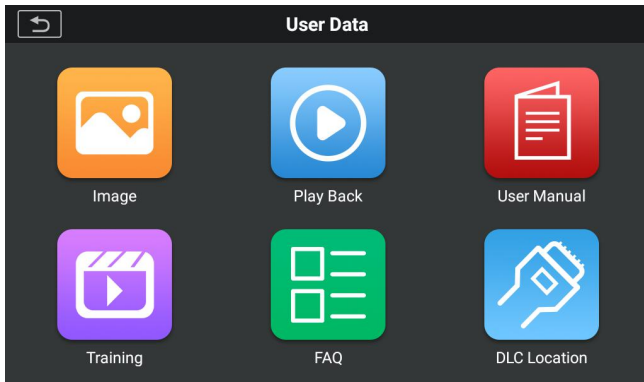 User Data
Image
Play Back
User Manual
Training
FAQ
DLC Location